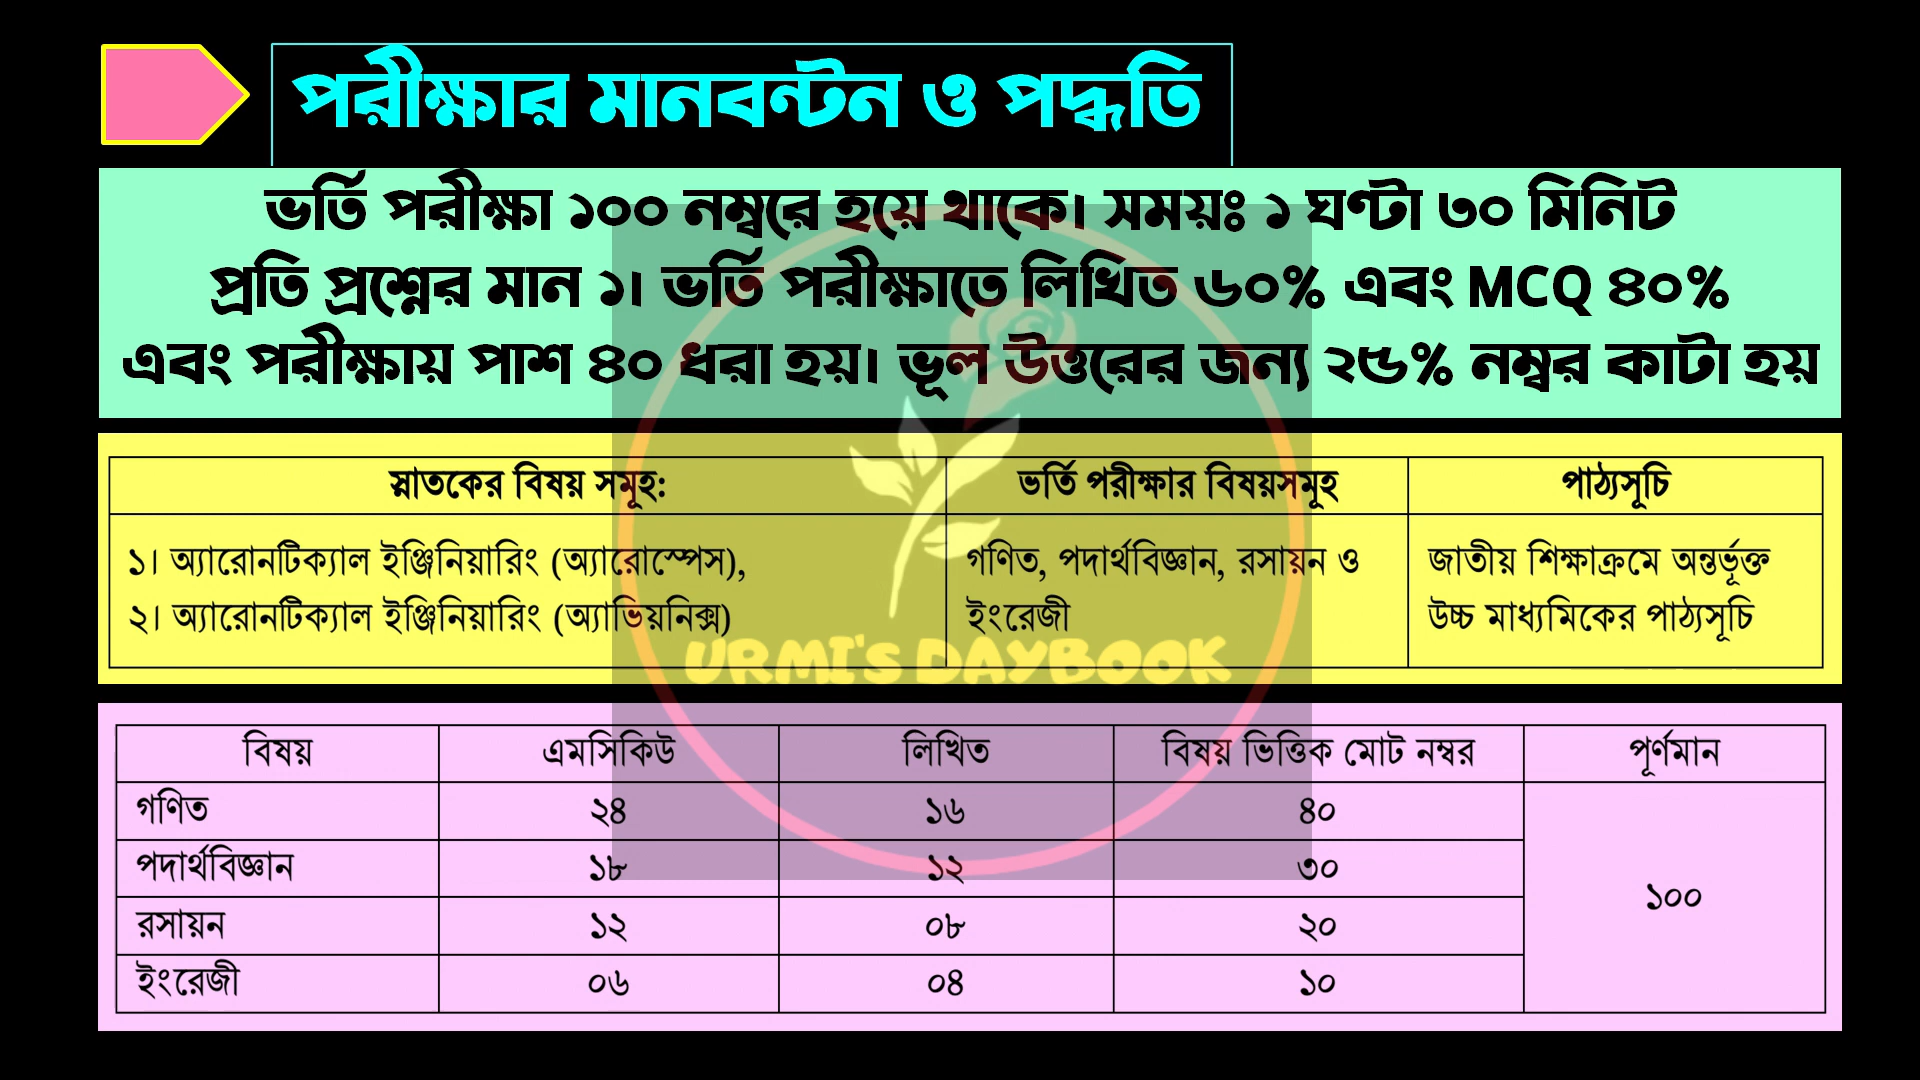 পরীক্ষার মানবন্টন ও পদ্ধতি
ভর্তি পরীক্ষা ১০০ নম্বরে হয়ে থাকে। সময়ঃ ১ ঘণ্টা ৩০ মিনিট
প্রতি প্রশ্নের মান ১। ভর্তি পরীক্ষাতে লিখিত ৬০% এবং MCQ ৪০%
এবং পরীক্ষায় পাশ ৪০ ধরা হয়। ভূল উত্তরের জন্য ২৫% নম্বর কাটা হয়
স্নাতকের বিষয় সমূহ: ভর্তি পরীক্ষার বিষয়সমূহ পাঠ্যসূচি
১। অ্যারোনটিক্যাল ইঞ্জিনিয়ারিং (অ্যারোস্পেস), গণিত, পদার্থবিজ্ঞান, রসায়ন ও জাতীয় শিক্ষাক্রমে অন্তর্ভূক্ত
২। অ্যারোনটিক্যাল ইঞ্জিনিয়ারিং (অ্যাভিয়নিক্স) ইংরেজী উচ্চ মাধ্যমিকের পাঠ্যসূচি
URMI'S DAYBOOK
বিষয় এমসিকিউ লিখিত বিষয় ভিত্তিক মোট নম্বর পূর্ণমান
গণিত ২৪ ১৬ ৪০
পদার্থবিজ্ঞান ১৮ ১২ ৩০
১০০
রসায়ন ১২ ০৮ ২০
ইংরেজী ০৬ ০৪ ১০